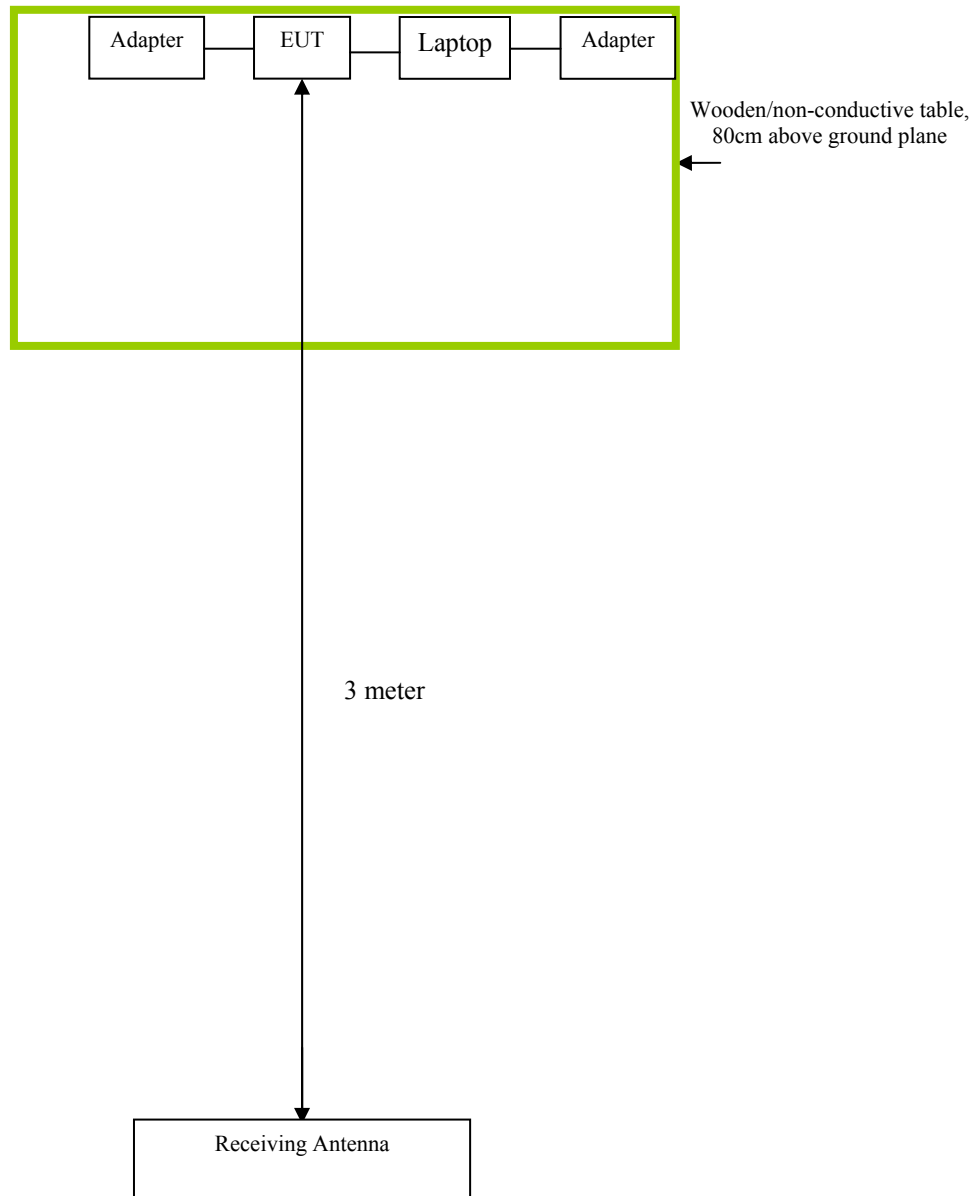 Adapter
EUT
Laptop
Adapter
Wooden/non-conductive table,
80cm above ground plane
3 meter
Receiving Antenna